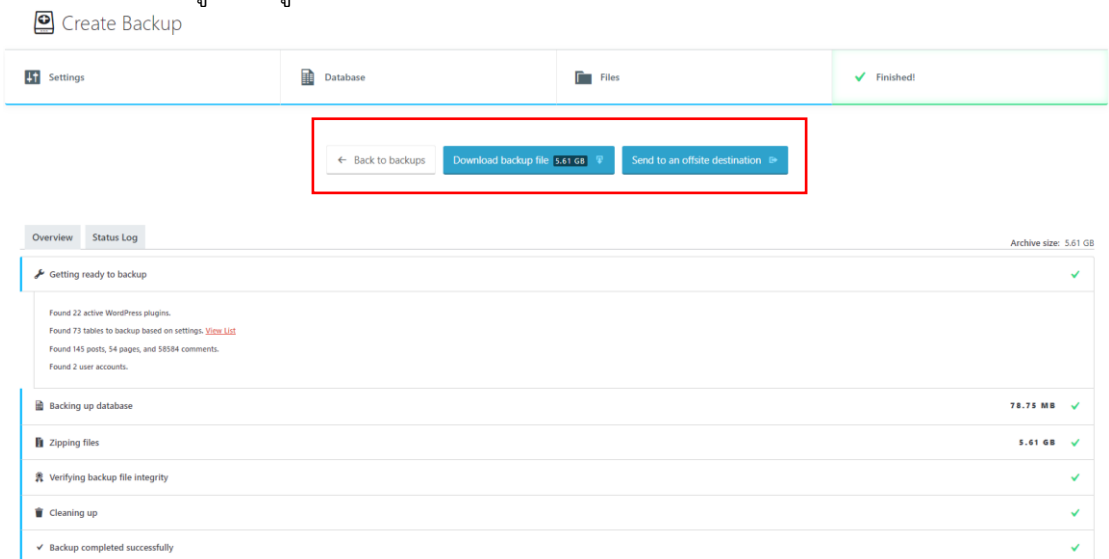 Create Backup
Settings
Database
Files
Finished!
Back to backups
Download backup file 5.61 GB
Send to an offsite destination
Overview
Status Log
Archive size: 5.61 GB
Getting ready to backup
Found 22 active WordPress plugins.
Found 73 tables to backup based on settings. View List
Found 145 posts, 54 pages, and 58584 comments.
Found 2 user accounts.
Backing up database 78.75 MB
Zipping files 5.61 GB
Verifying backup file integrity
Cleaning up
Backup completed successfully